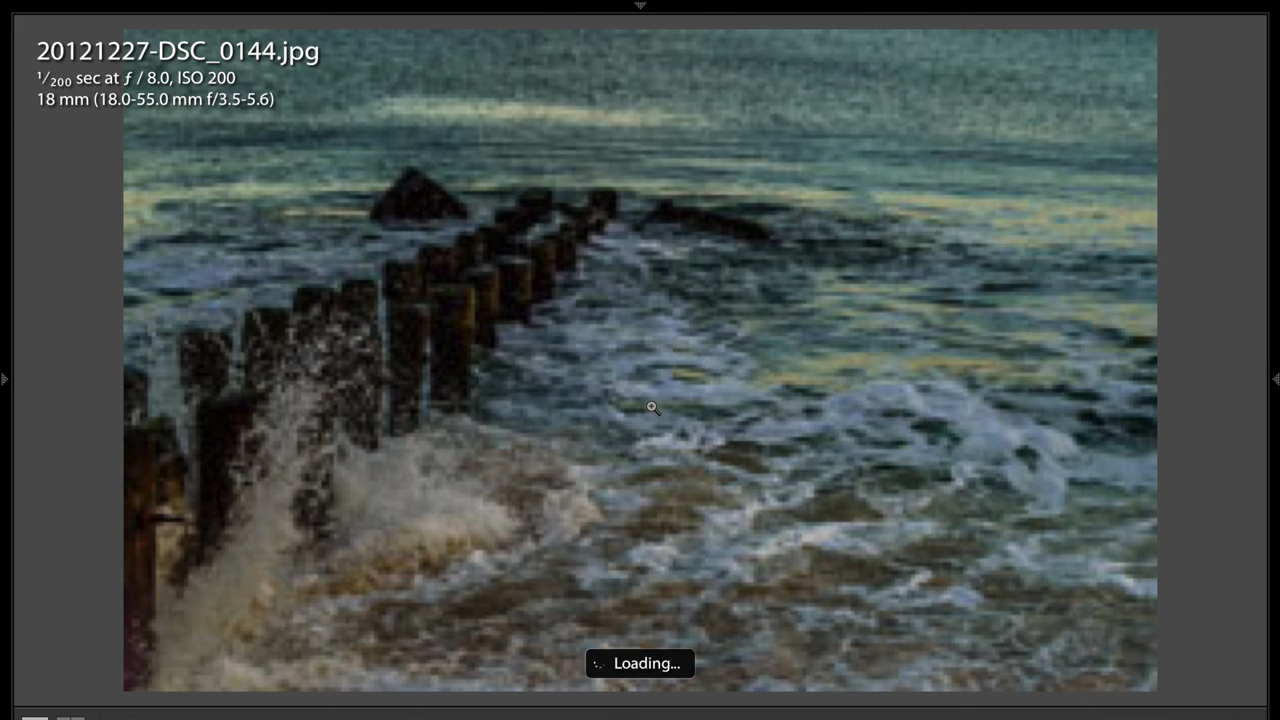 20121227-DSC_0144.jpg
1/200 sec at ƒ / 8.0, ISO 200
18 mm (18.0-55.0 mm f/3.5-5.6)
Loading...